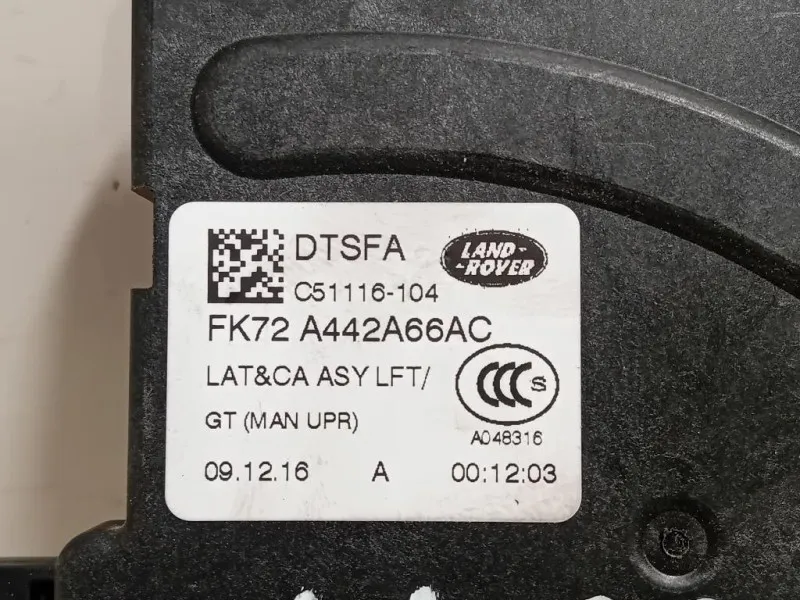 DTSFA
LAND-
-ROVER
C51116-104
FK72 A442A66AC
LAT&CA ASY LFT/
CCC S
GT (MAN UPR)
A048316
09.12.16 A 00:12:03